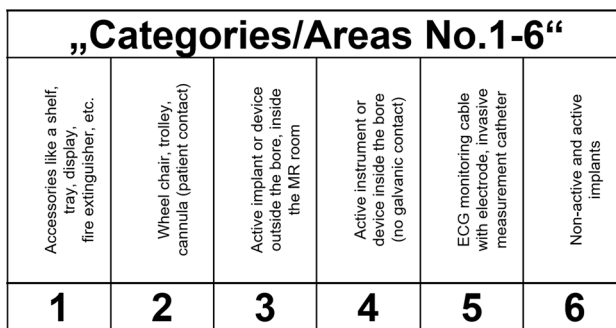 „Categories/Areas No.1-6“
Accessories like a shelf,
tray, display,
fire extinguisher, etc.
Wheel chair, trolley,
cannula (patient contact)
Active implant or device
outside the bore, inside
the MR room
Active instrument or
device inside the bore
(no galvanic contact)
ECG monitoring cable
with electrode, invasive
measurement catheter
Non-active and active
implants
1
2
3
4
5
6